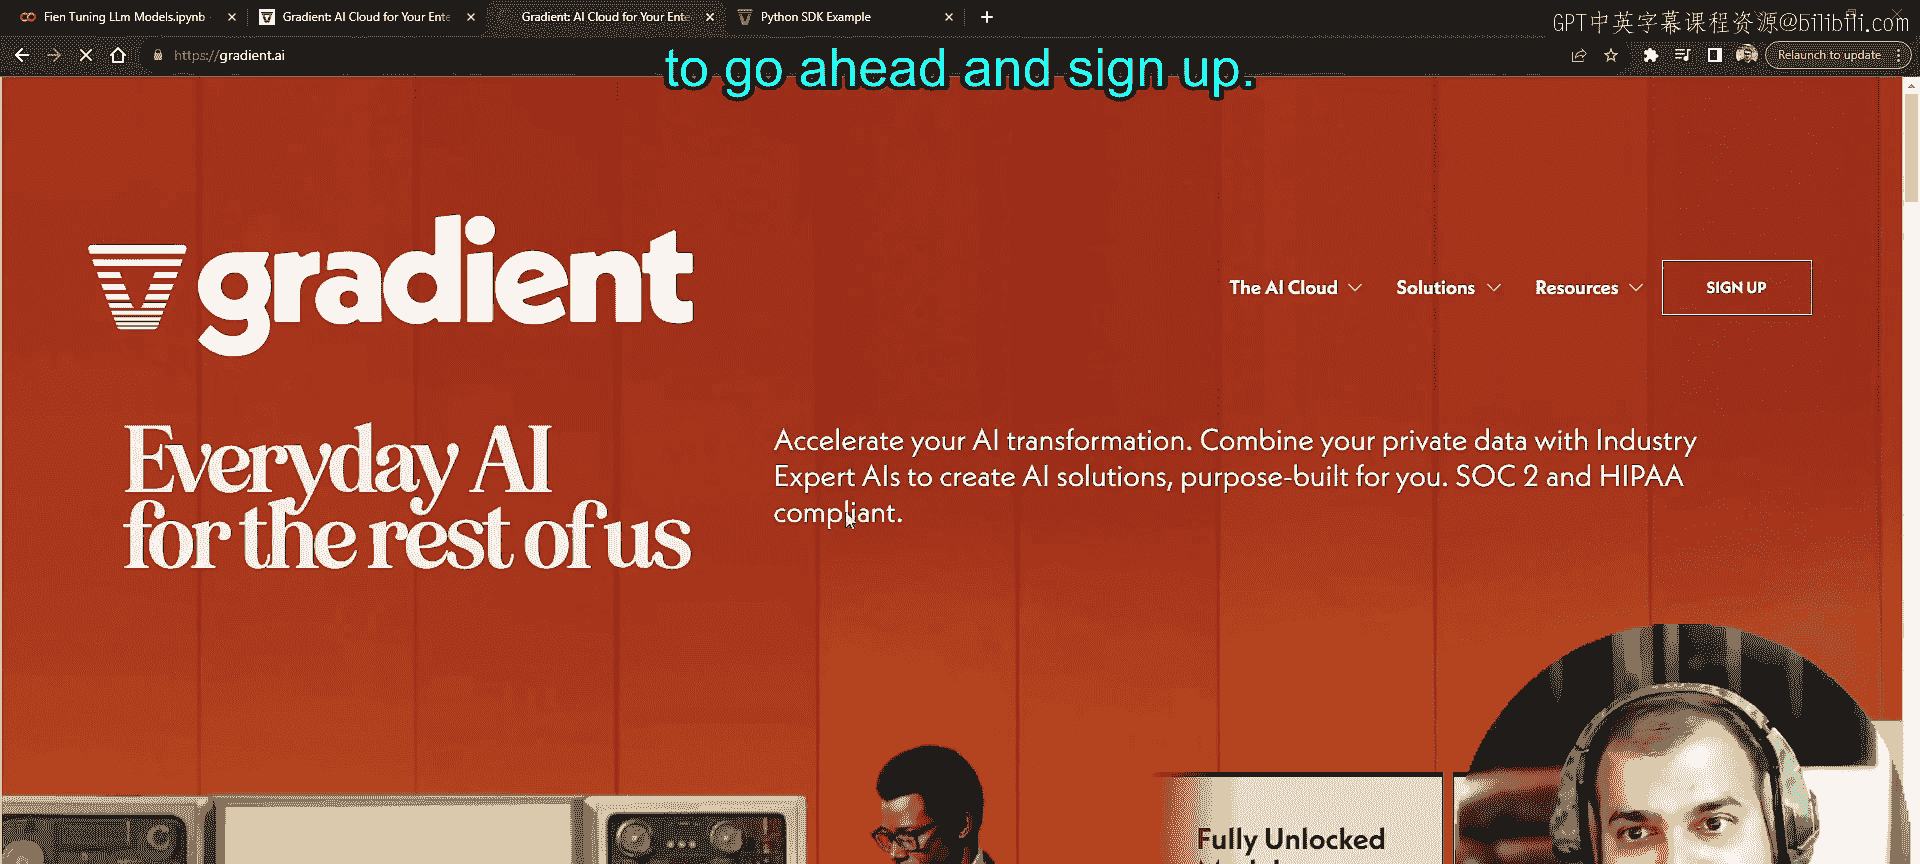 Fien Tuning LLm Models.ipynb
Gradient: AI Cloud for Your Ente
Gradient: AI Cloud for Your Ente
Python SDK Example
GPT中英字幕课程资源@bilibili.com
https://gradient.ai
Relaunch to update
to go ahead and sign up.
gradient
The AI Cloud
Solutions
Resources
SIGN UP
Everyday AI
for the rest of us
Accelerate your AI transformation. Combine your private data with Industry
Expert AIs to create AI solutions, purpose-built for you. SOC 2 and HIPAA
compliant.
Fully Unlocked